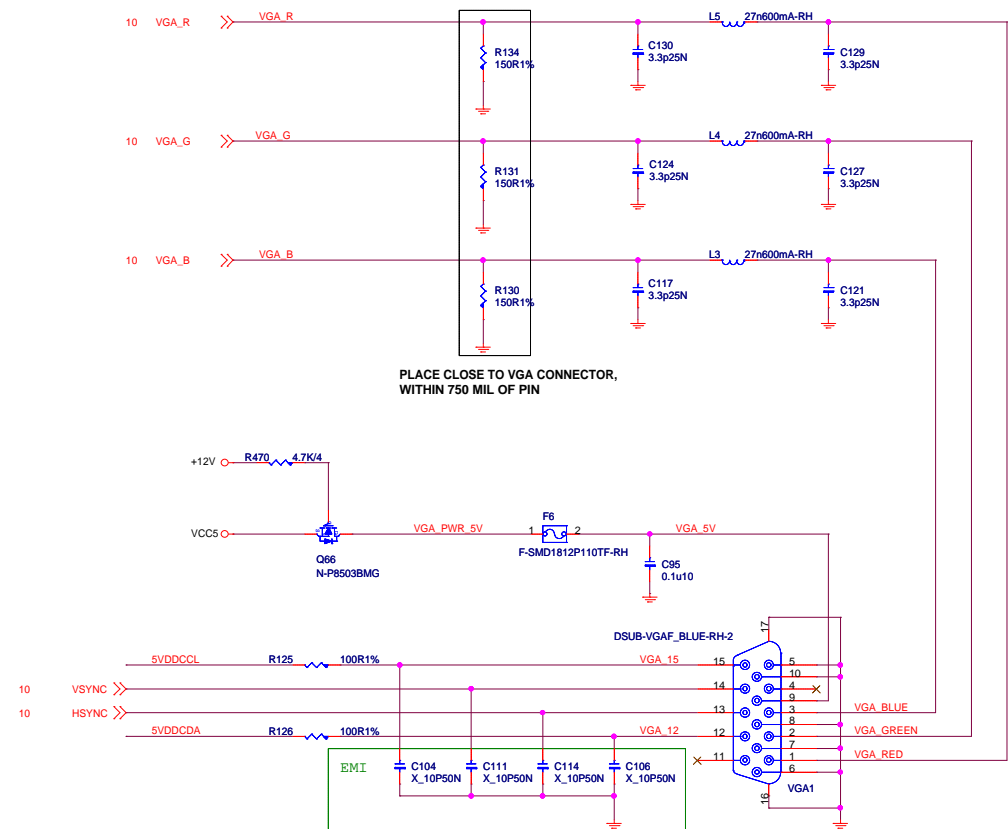 10 VGA_R VGA_R L5 27n600mA-RH
R134
150R1%
C130
3.3p25N
C129
3.3p25N
10 VGA_G VGA_G L4 27n600mA-RH
R131
150R1%
C124
3.3p25N
C127
3.3p25N
10 VGA_B VGA_B L3 27n600mA-RH
R130
150R1%
C117
3.3p25N
C121
3.3p25N
PLACE CLOSE TO VGA CONNECTOR,
WITHIN 750 MIL OF PIN
+12V R470 4.7K/4
VCC5 VGA_PWR_5V 1 F6 2 VGA_5V
Q66
N-P8503BMG
F-SMD1812P110TF-RH
C95
0.1u10
DSUB-VGAF_BLUE-RH-2
17
5VDDCCL R125 100R1% VGA_15 15 5
10
10 VSYNC 14 4
9
10 HSYNC 13 3 VGA_BLUE
8
5VDDCDA R126 100R1% VGA_12 12 2 VGA_GREEN
7
11 1 VGA_RED
6
EMI
C104
X_10P50N
C111
X_10P50N
C114
X_10P50N
C106
X_10P50N
16
VGA1